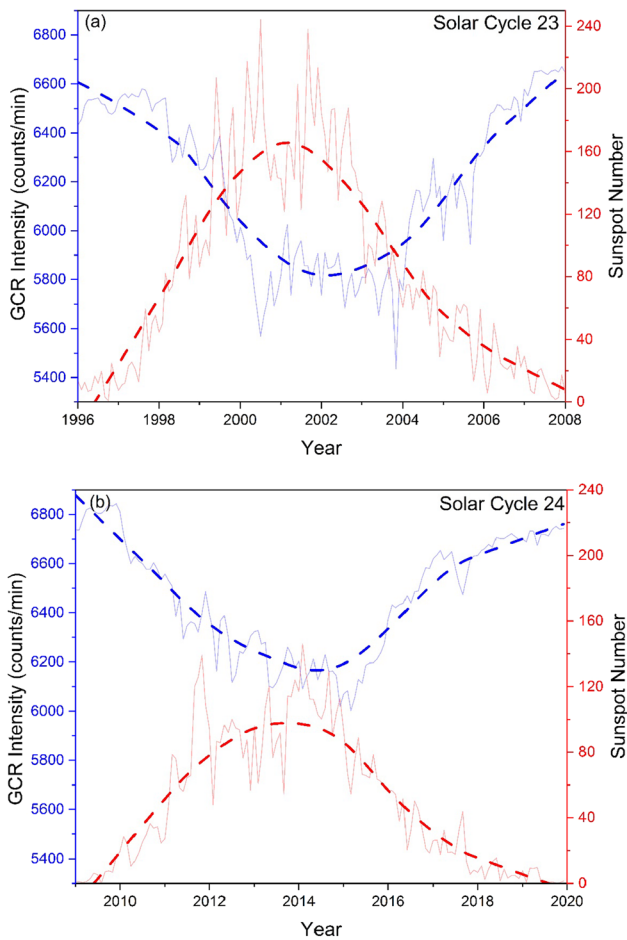 (a)
Solar Cycle 23
GCR Intensity (counts/min)
6800
6600
6400
6200
6000
5800
5600
5400
240
200
160
120
80
40
0
Sunspot Number
1996 1998 2000 2002 2004 2006 2008
Year
(b)
Solar Cycle 24
GCR Intensity (counts/min)
6800
6600
6400
6200
6000
5800
5600
5400
240
200
160
120
80
40
0
Sunspot Number
2010 2012 2014 2016 2018 2020
Year